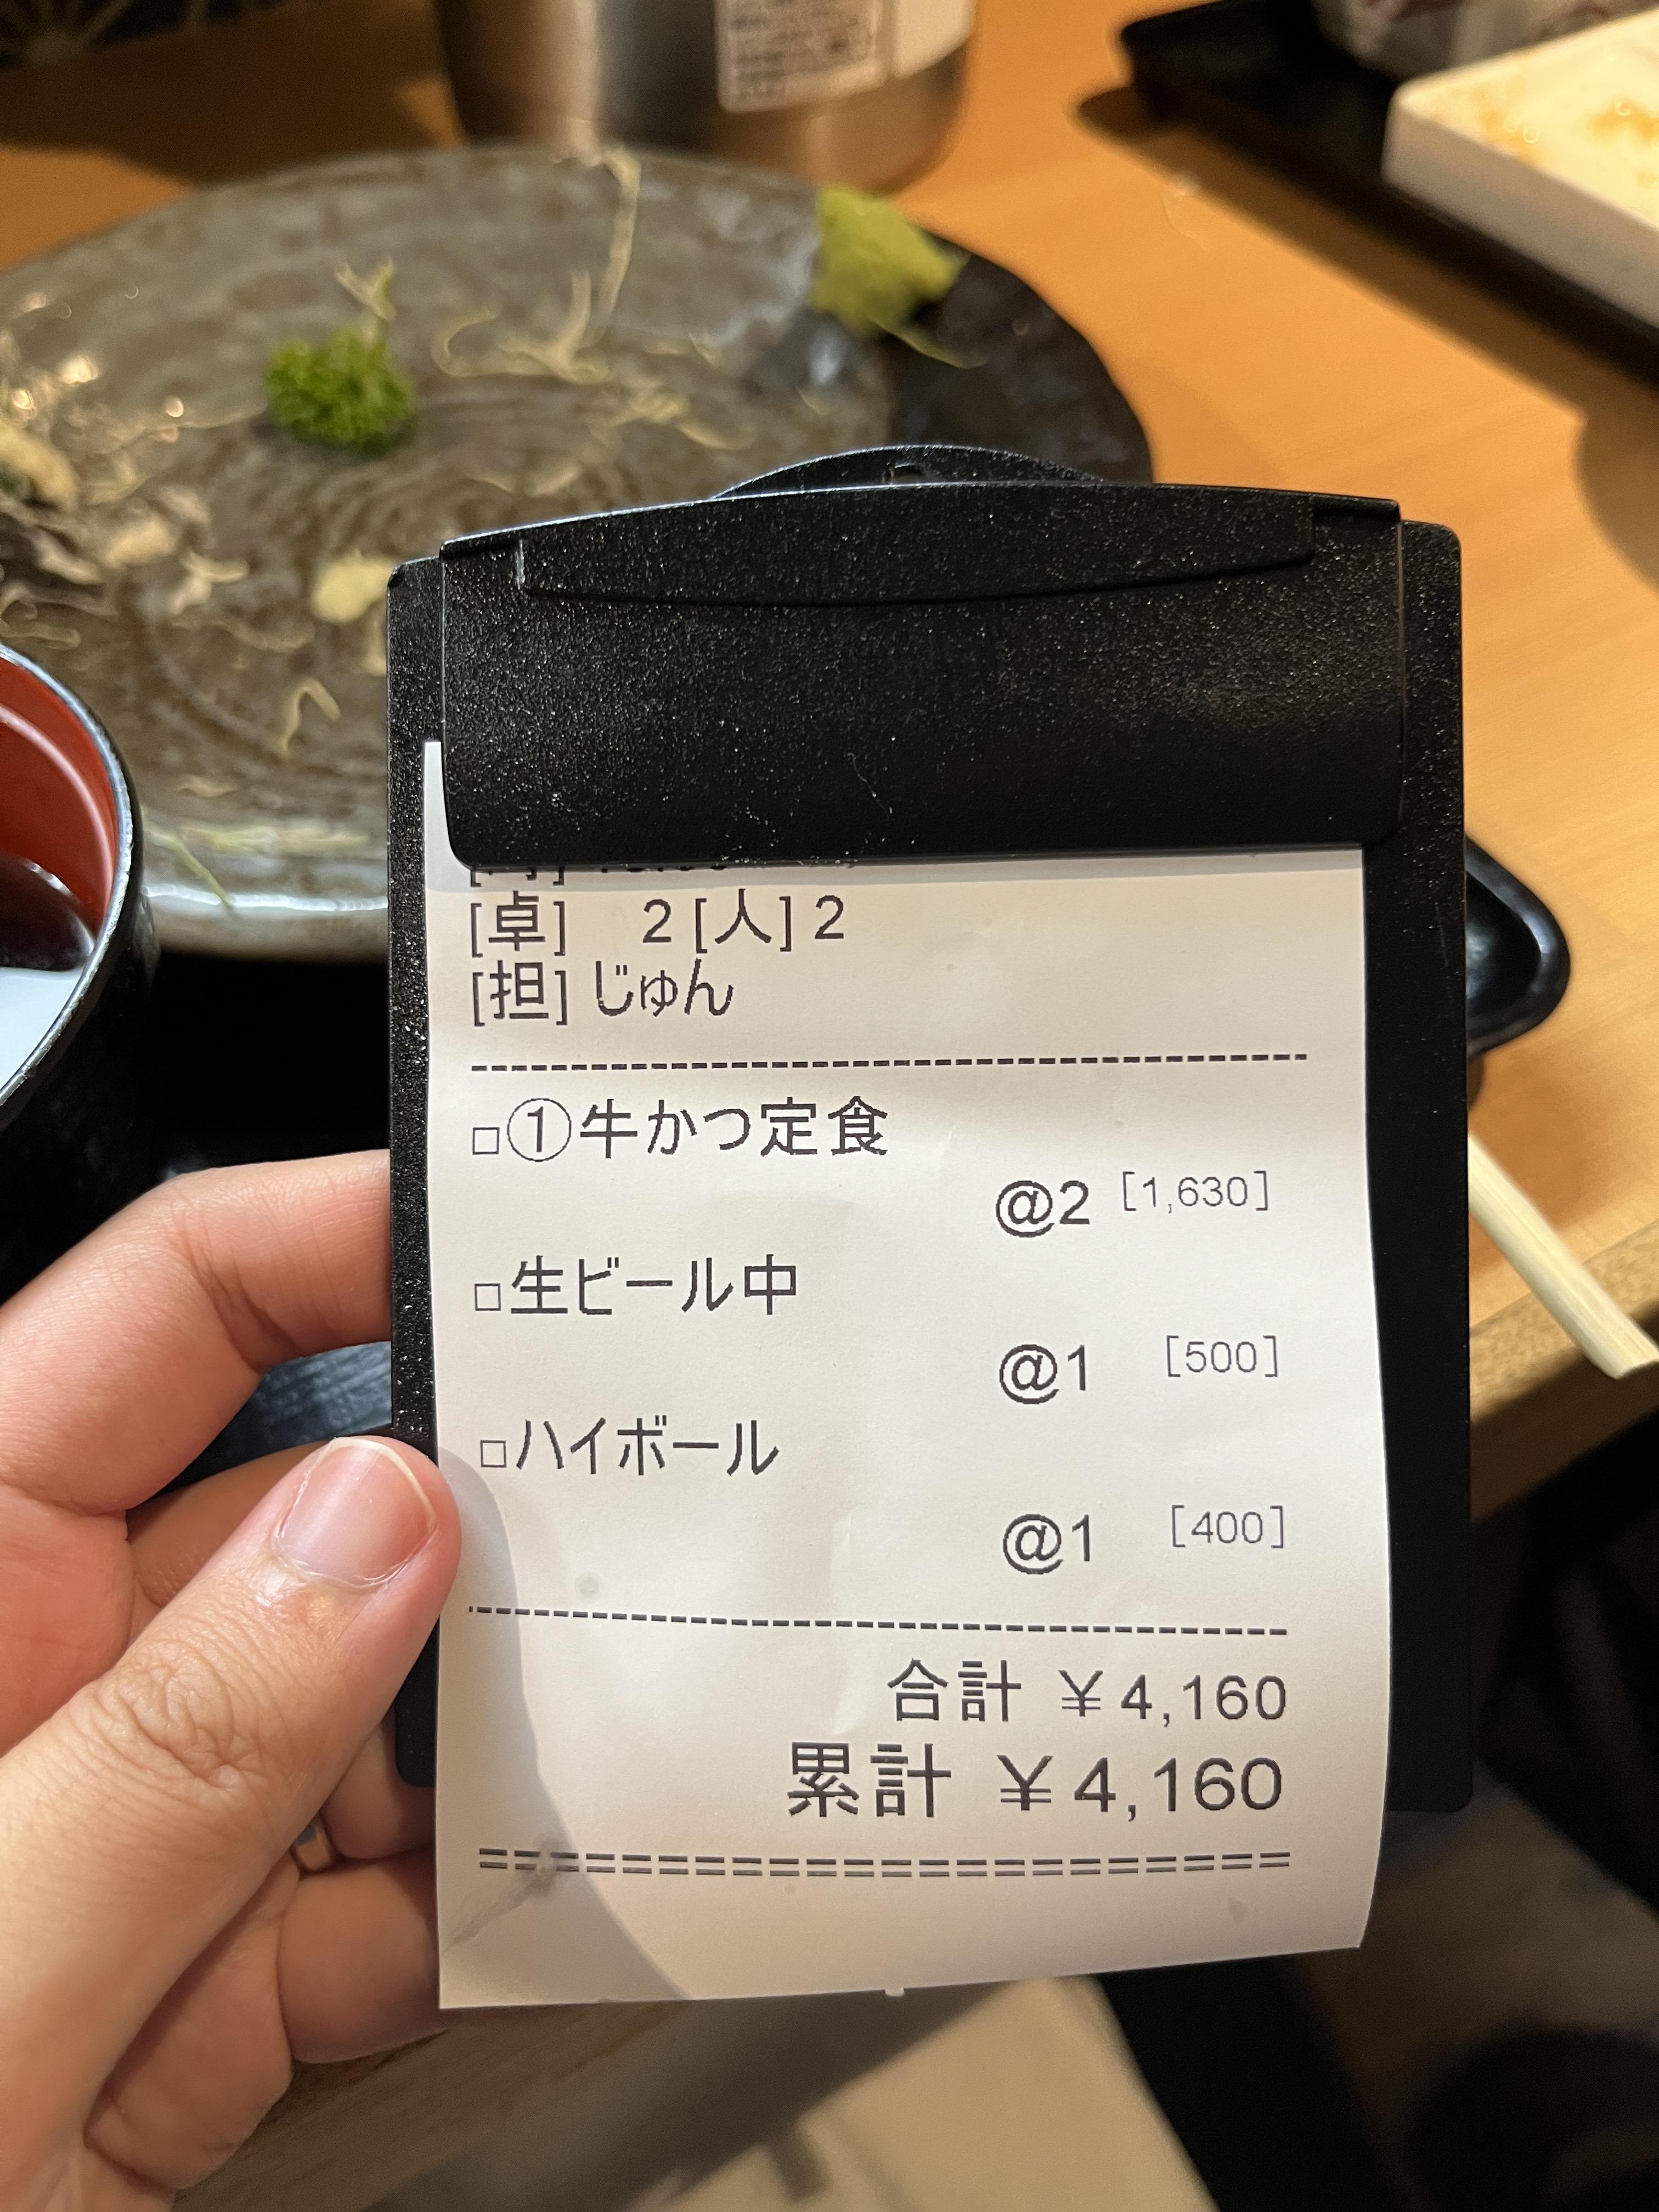 [卓]　2 [人] 2
[担] じゅん
--------------------------------
□①牛かつ定食
@2 [1,630]
□生ビール中
@1 [500]
□ハイボール
@1 [400]
--------------------------------
合計 ￥4,160
累計 ￥4,160
=======================